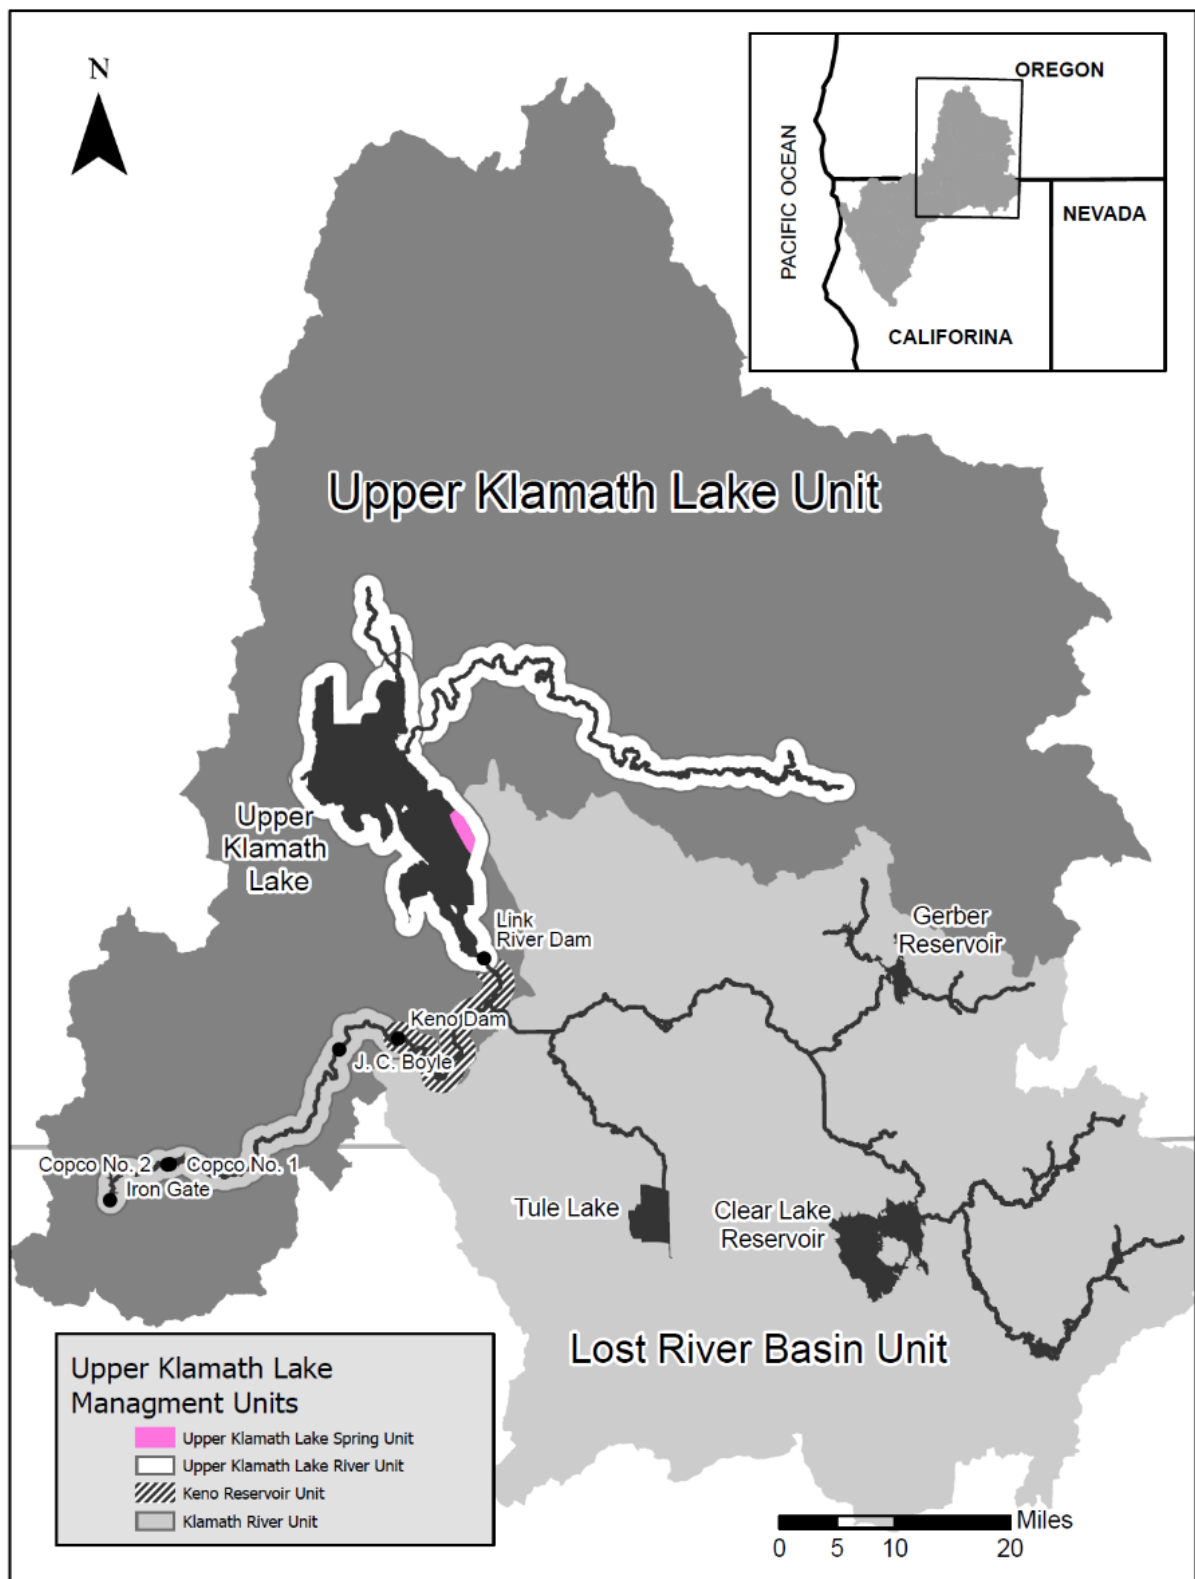 N
OREGON
PACIFIC OCEAN
NEVADA
CALIFORINA
Upper Klamath Lake Unit
Upper
Klamath
Lake
Link
River Dam
Gerber
Reservoir
Keno Dam
J. C. Boyle
Copco No. 2
Copco No. 1
Iron Gate
Tule Lake
Clear Lake
Reservoir
Lost River Basin Unit
Upper Klamath Lake
Managment Units
Upper Klamath Lake Spring Unit
Upper Klamath Lake River Unit
Keno Reservoir Unit
Klamath River Unit
Miles
0 5 10 20